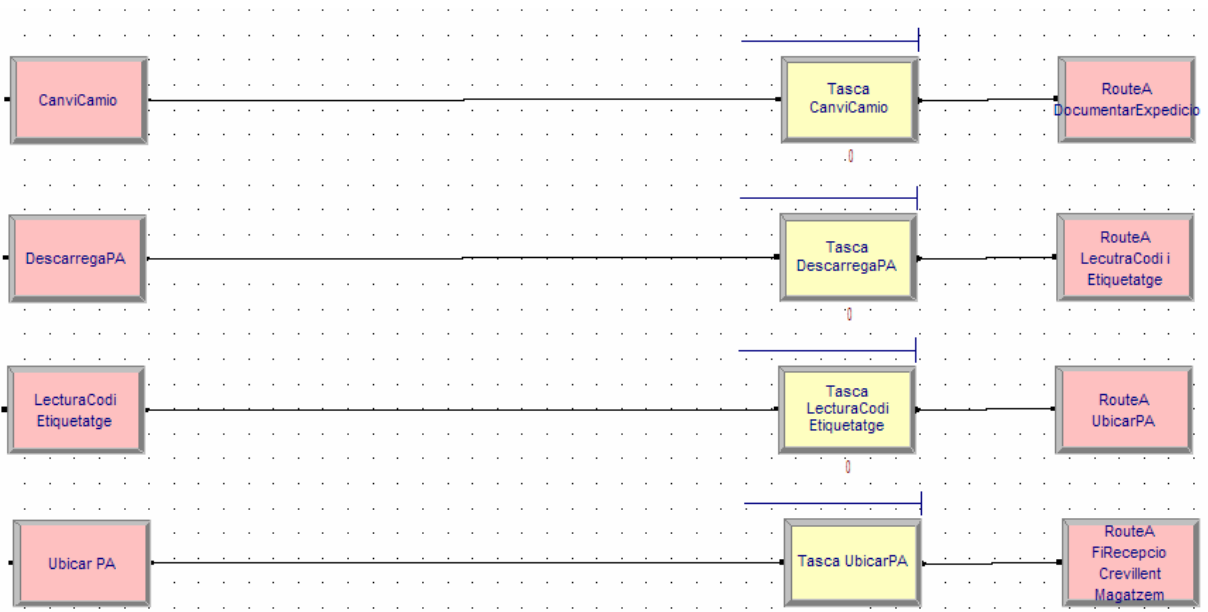 CanviCamio
Tasca
CanviCamio
RouteA
DocumentarExpedicio
0
DescarregaPA
Tasca
DescarregaPA
RouteA
LecutraCodi i
Etiquetatge
0
LecturaCodi
Etiquetatge
Tasca
LecturaCodi
Etiquetatge
RouteA
UbicarPA
0
Ubicar PA
Tasca UbicarPA
RouteA
FiRecepcio
Crevillent
Magatzem